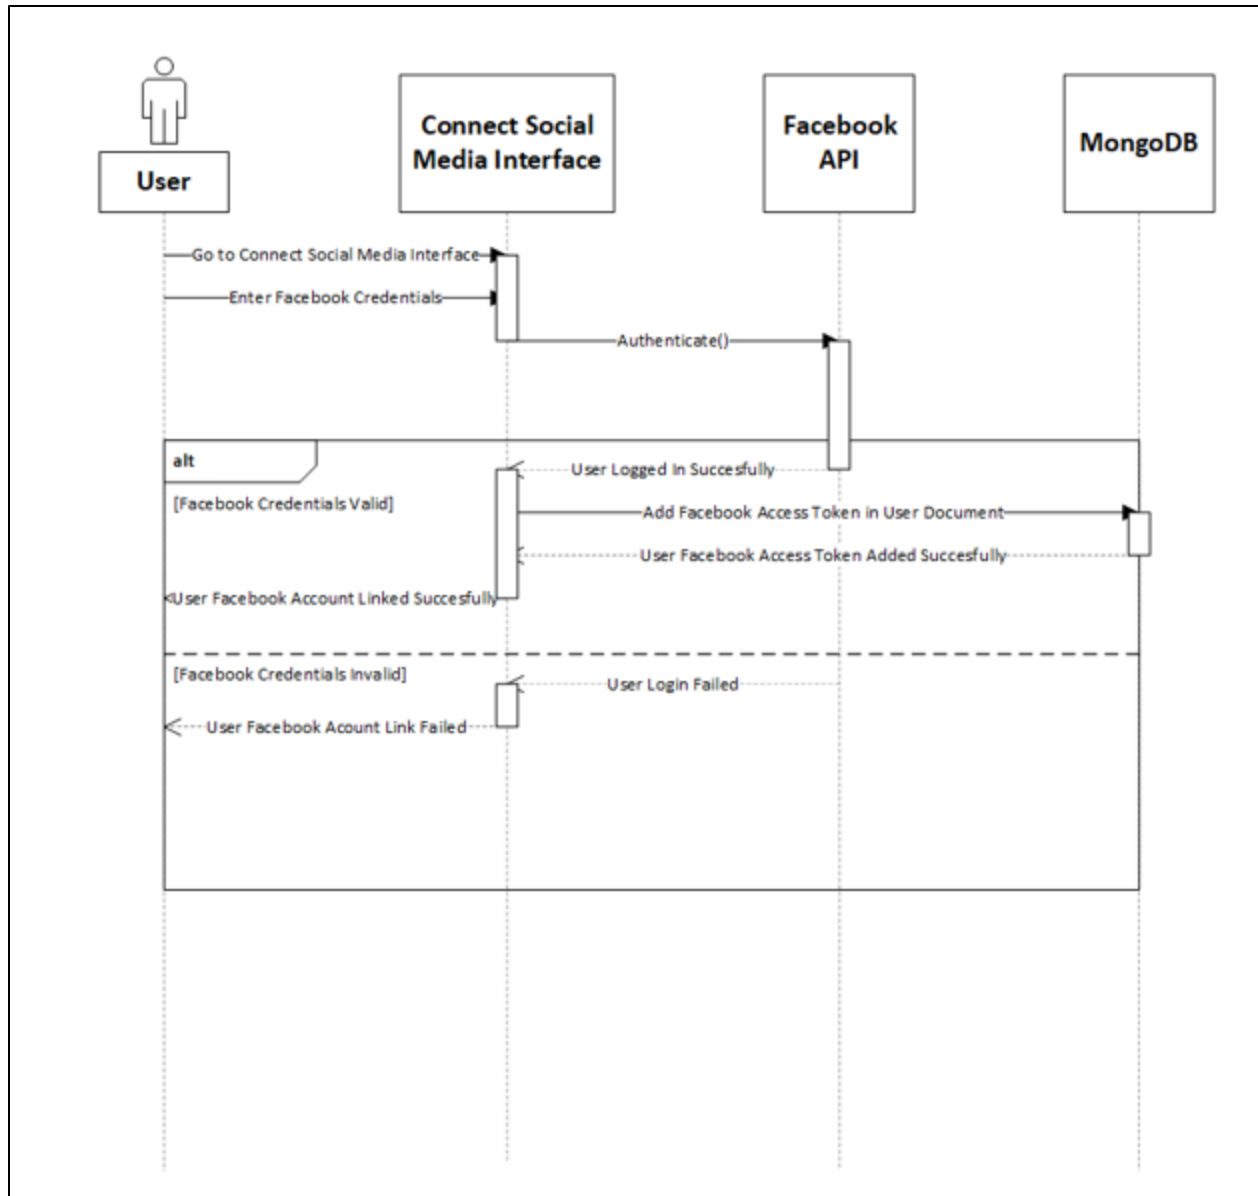 User
Connect Social
Media Interface
Facebook
API
MongoDB
Go to Connect Social Media Interface
Enter Facebook Credentials
Authenticate()
alt
User Logged In Succesfully
[Facebook Credentials Valid]
Add Facebook Access Token in User Document
User Facebook Access Token Added Succesfully
User Facebook Account Linked Succesfully
[Facebook Credentials Invalid]
User Login Failed
User Facebook Acount Link Failed